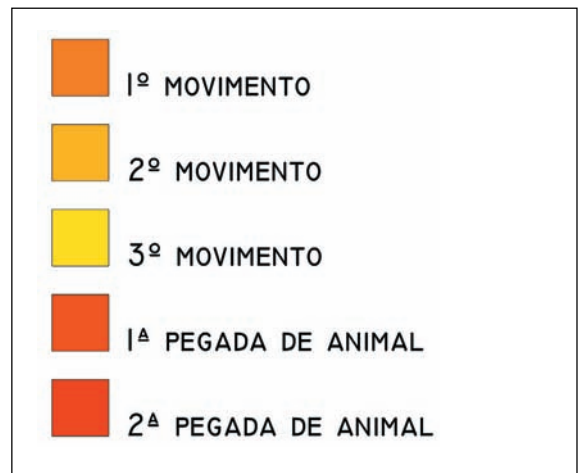 1º MOVIMENTO
2º MOVIMENTO
3º MOVIMENTO
1ª PEGADA DE ANIMAL
2ª PEGADA DE ANIMAL